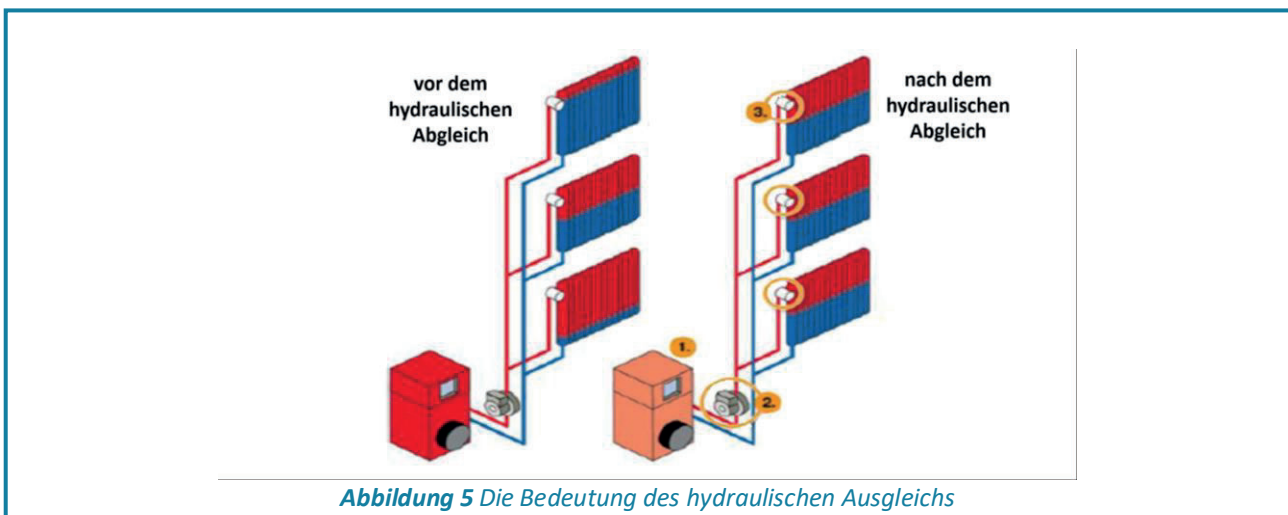 vor dem
hydraulischen
Abgleich
nach dem
hydraulischen
Abgleich
3.
1.
2.
Abbildung 5 Die Bedeutung des hydraulischen Ausgleichs